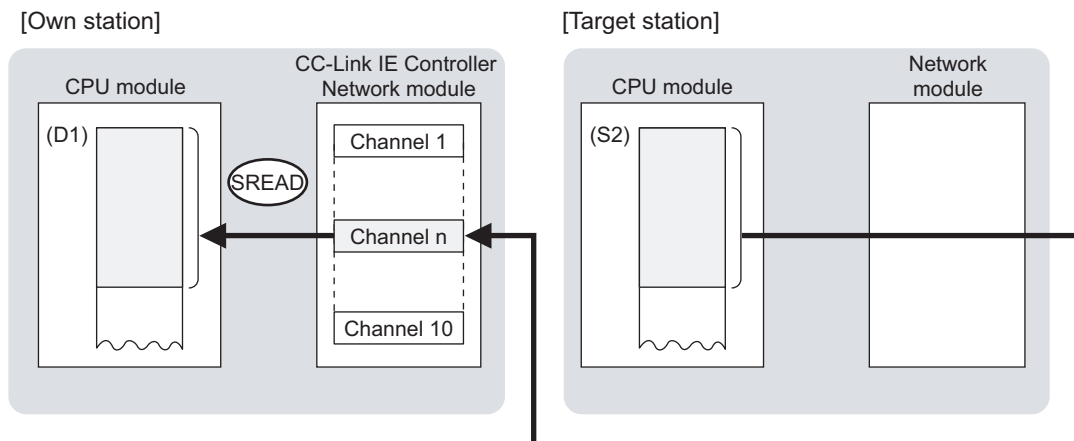 [Own station]
CPU module
CC-Link IE Controller
Network module
(D1)
SREAD
Channel 1
Channel n
Channel 10
[Target station]
CPU module
Network
module
(S2)